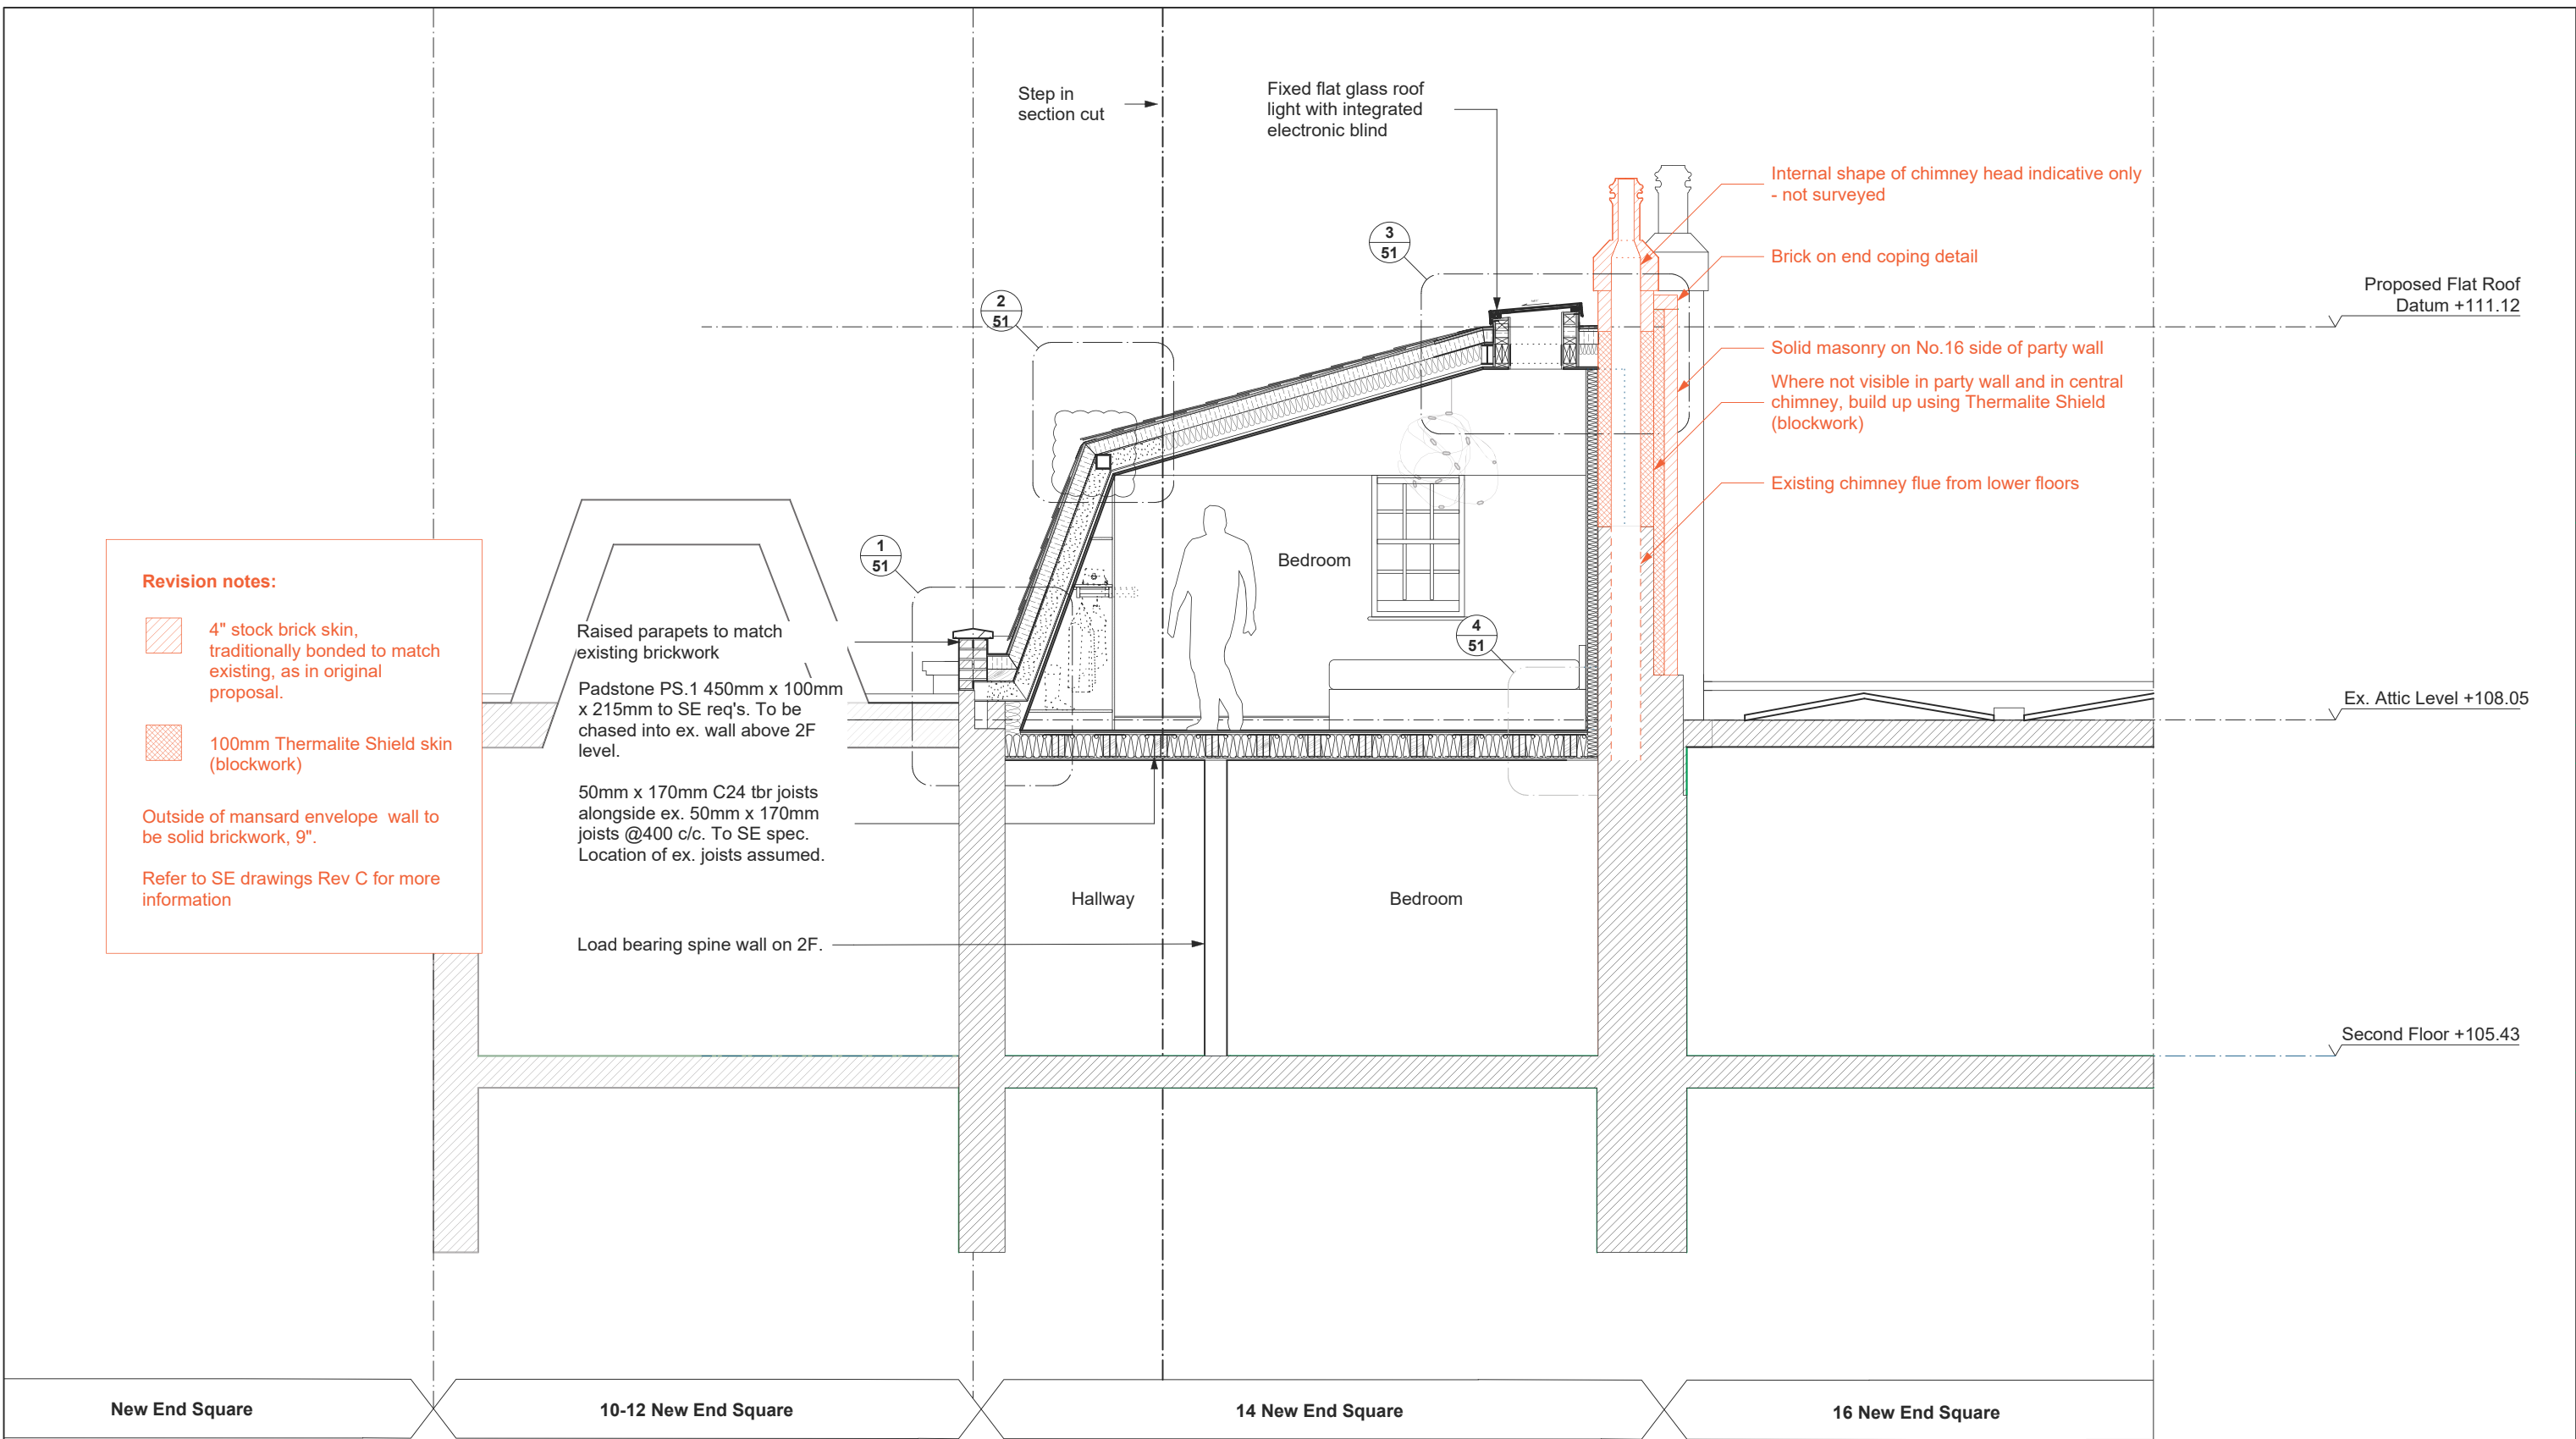 Step in
section cut
Fixed flat glass roof
light with integrated
electronic blind
Internal shape of chimney head indicative only
- not surveyed
Brick on end coping detail
3
51
2
51
Proposed Flat Roof
Datum +111.12
Solid masonry on No.16 side of party wall
Where not visible in party wall and in central
chimney, build up using Thermalite Shield
(blockwork)
Existing chimney flue from lower floors
1
51
Bedroom
4
51
Revision notes:
4" stock brick skin,
traditionally bonded to match
existing, as in original
proposal.
100mm Thermalite Shield skin
(blockwork)
Outside of mansard envelope wall to
be solid brickwork, 9".
Refer to SE drawings Rev C for more
information
Raised parapets to match
existing brickwork
Padstone PS.1 450mm x 100mm
x 215mm to SE req's. To be
chased into ex. wall above 2F
level.
50mm x 170mm C24 tbr joists
alongside ex. 50mm x 170mm
joists @400 c/c. To SE spec.
Location of ex. joists assumed.
Load bearing spine wall on 2F.
Ex. Attic Level +108.05
Hallway
Bedroom
Second Floor +105.43
New End Square
10-12 New End Square
14 New End Square
16 New End Square